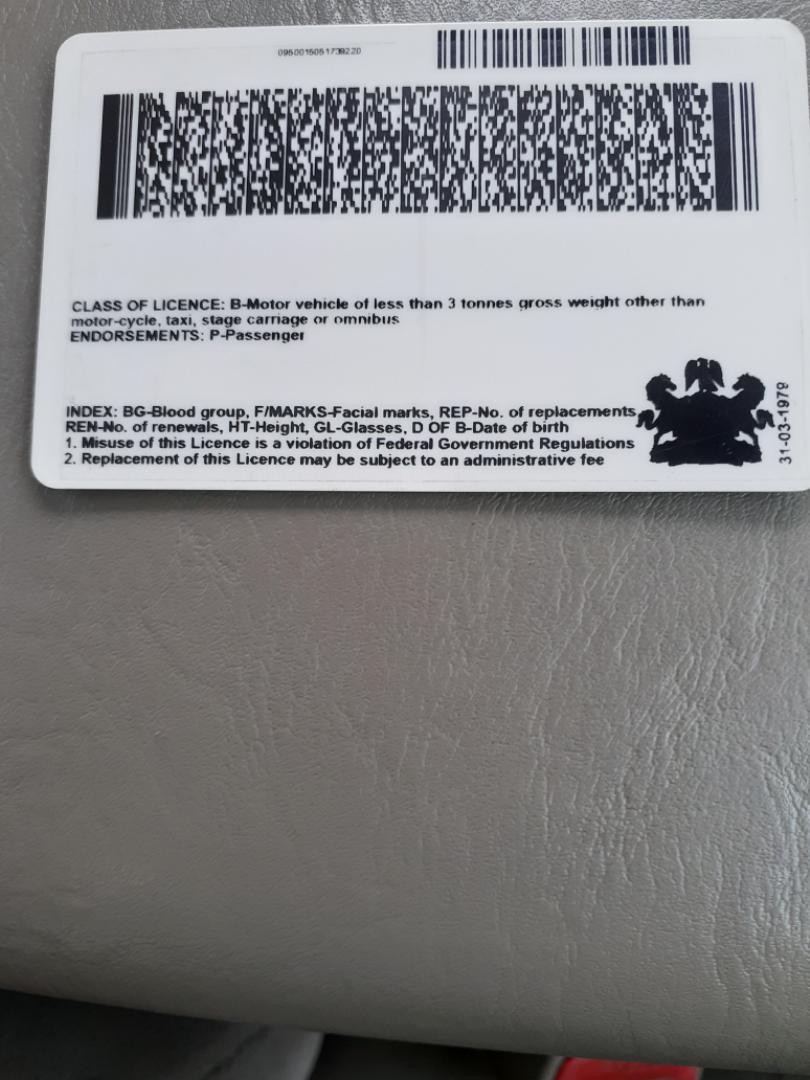 09500150517392 20
CLASS OF LICENCE: B-Motor vehicle of less than 3 tonnes gross weight other than
motor-cycle, taxi, stage carriage or omnibus
ENDORSEMENTS: P-Passenger
INDEX: BG-Blood group, F/MARKS-Facial marks, REP-No. of replacements
REN-No. of renewals, HT-Height, GL-Glasses, D OF B-Date of birth
1. Misuse of this Licence is a violation of Federal Government Regulations
2. Replacement of this Licence may be subject to an administrative fee
31-03-1979